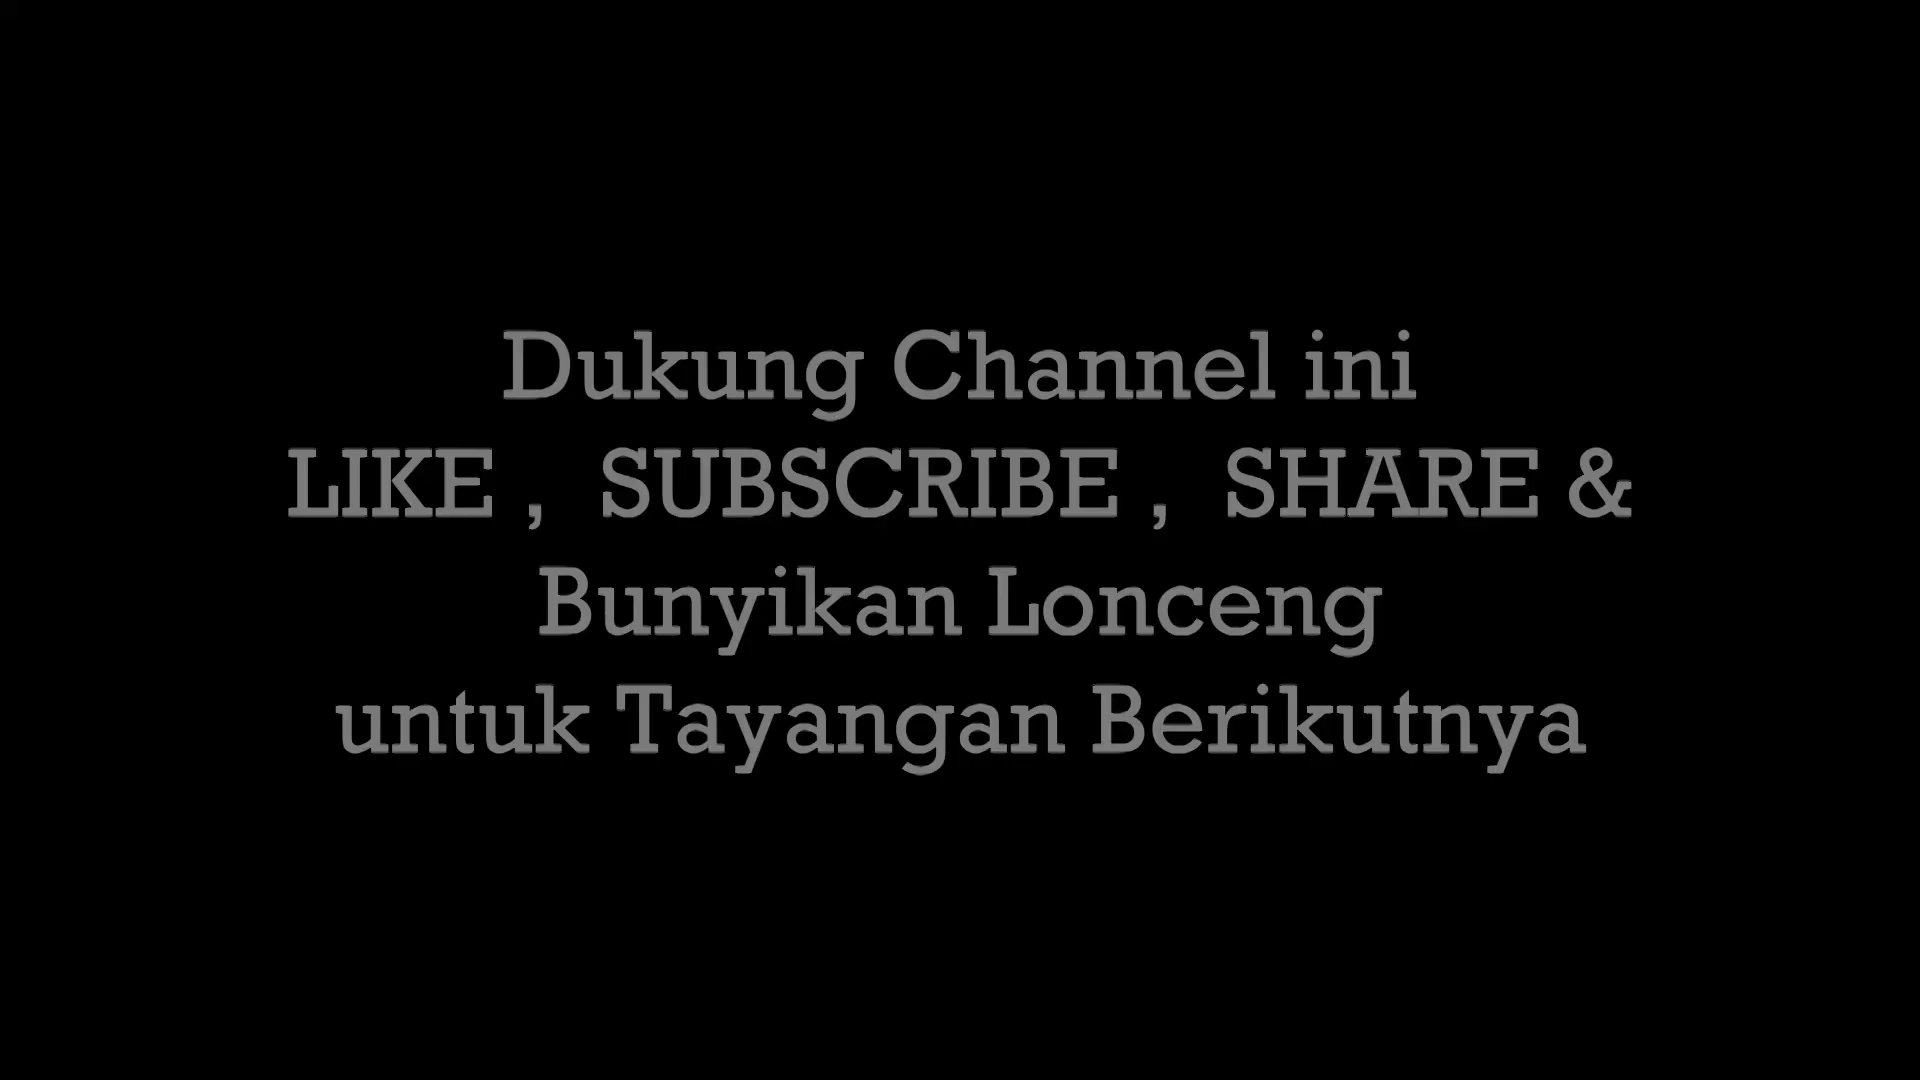 Dukung Channel ini
LIKE , SUBSCRIBE , SHARE &
Bunyikan Lonceng
untuk Tayangan Berikutnya